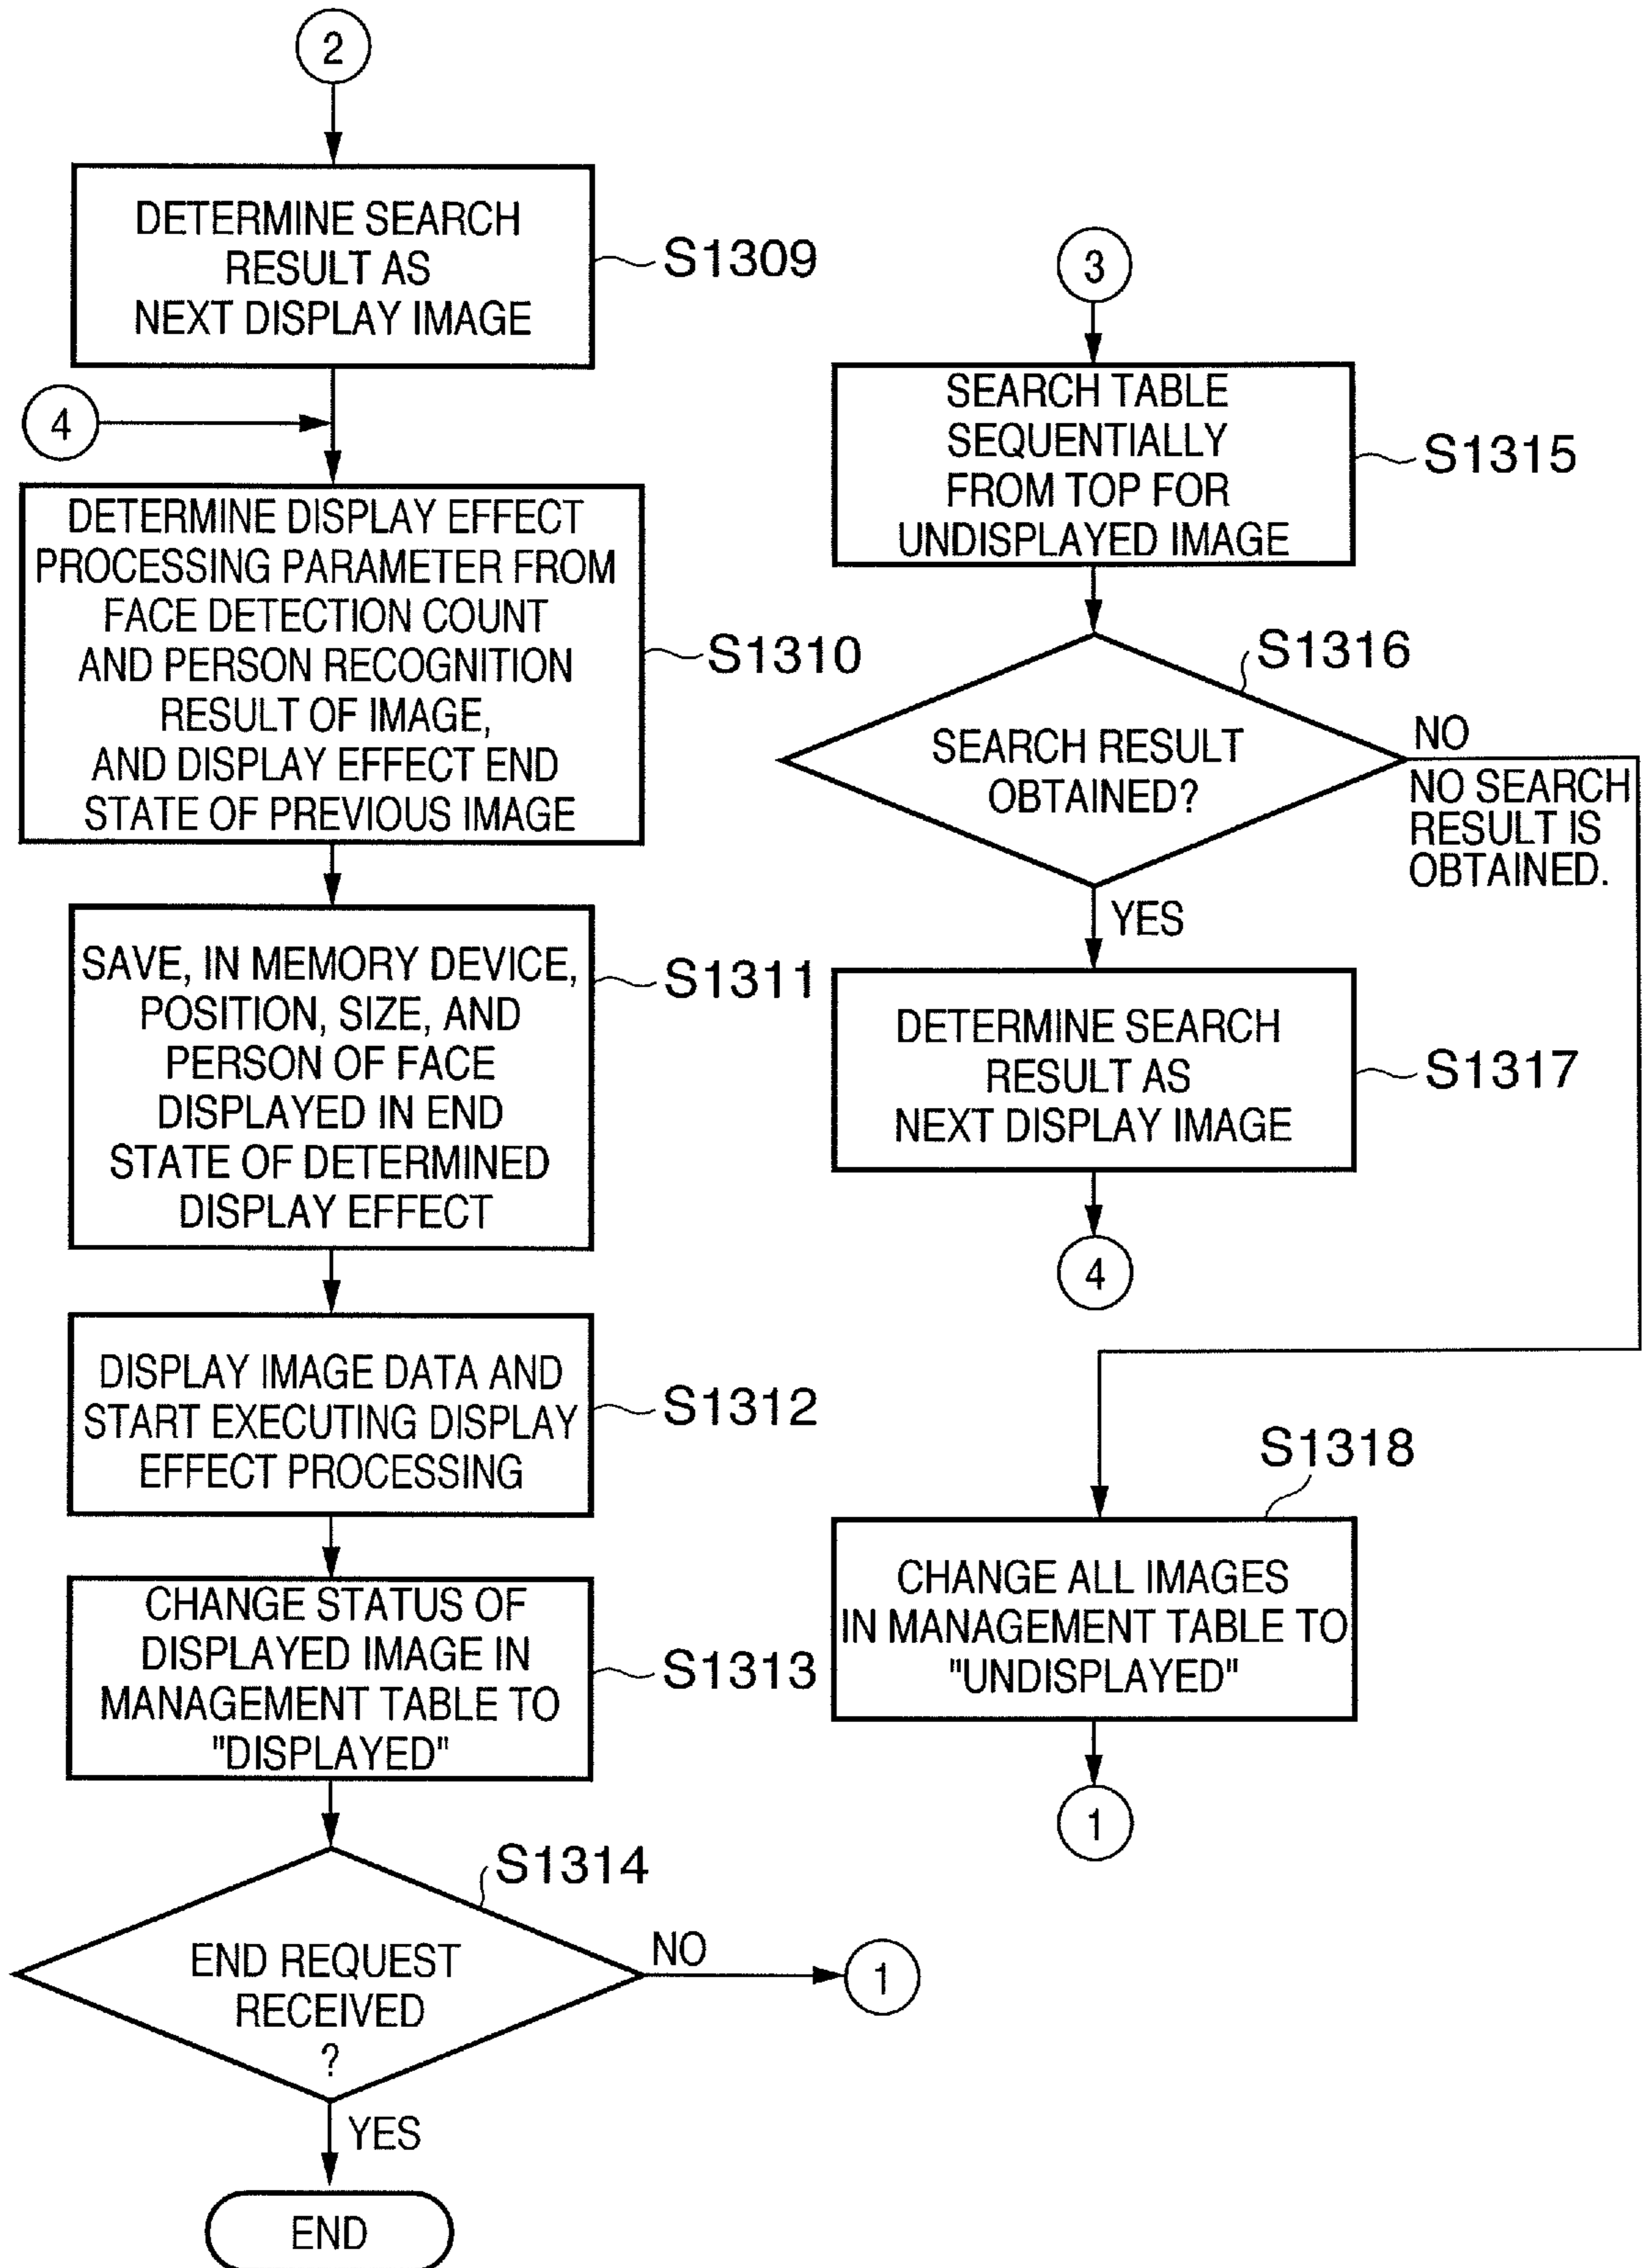 2
DETERMINE SEARCH
RESULT AS
NEXT DISPLAY IMAGE
S1309
4
DETERMINE DISPLAY EFFECT
PROCESSING PARAMETER FROM
FACE DETECTION COUNT
AND PERSON RECOGNITION
RESULT OF IMAGE,
AND DISPLAY EFFECT END
STATE OF PREVIOUS IMAGE
S1310
SAVE, IN MEMORY DEVICE,
POSITION, SIZE, AND
PERSON OF FACE
DISPLAYED IN END
STATE OF DETERMINED
DISPLAY EFFECT
S1311
DISPLAY IMAGE DATA AND
START EXECUTING DISPLAY
EFFECT PROCESSING
S1312
CHANGE STATUS OF
DISPLAYED IMAGE IN
MANAGEMENT TABLE TO
"DISPLAYED"
S1313
S1314
END REQUEST
RECEIVED
?
NO
1
YES
END
3
SEARCH TABLE
SEQUENTIALLY
FROM TOP FOR
UNDISPLAYED IMAGE
S1315
S1316
SEARCH RESULT
OBTAINED?
NO
NO SEARCH
RESULT IS
OBTAINED.
YES
DETERMINE SEARCH
RESULT AS
NEXT DISPLAY IMAGE
S1317
4
S1318
CHANGE ALL IMAGES
IN MANAGEMENT TABLE TO
"UNDISPLAYED"
1